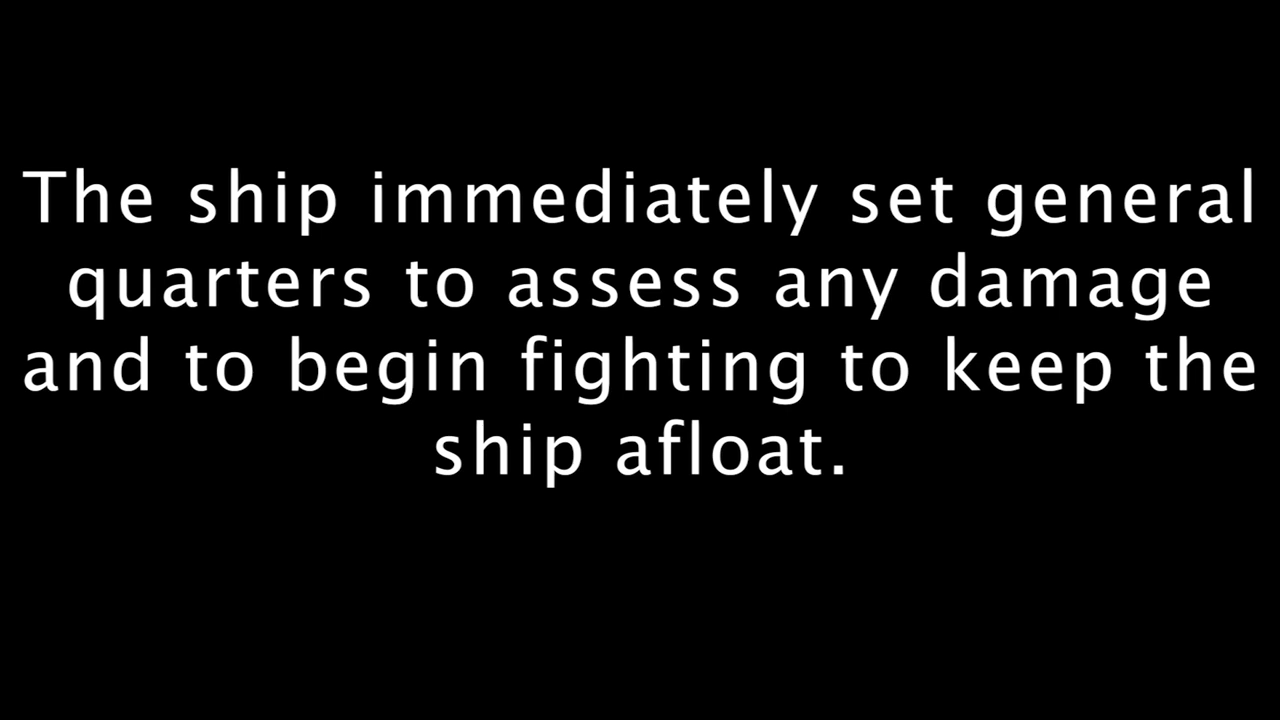 The ship immediately set general
quarters to assess any damage
and to begin fighting to keep the
ship afloat.